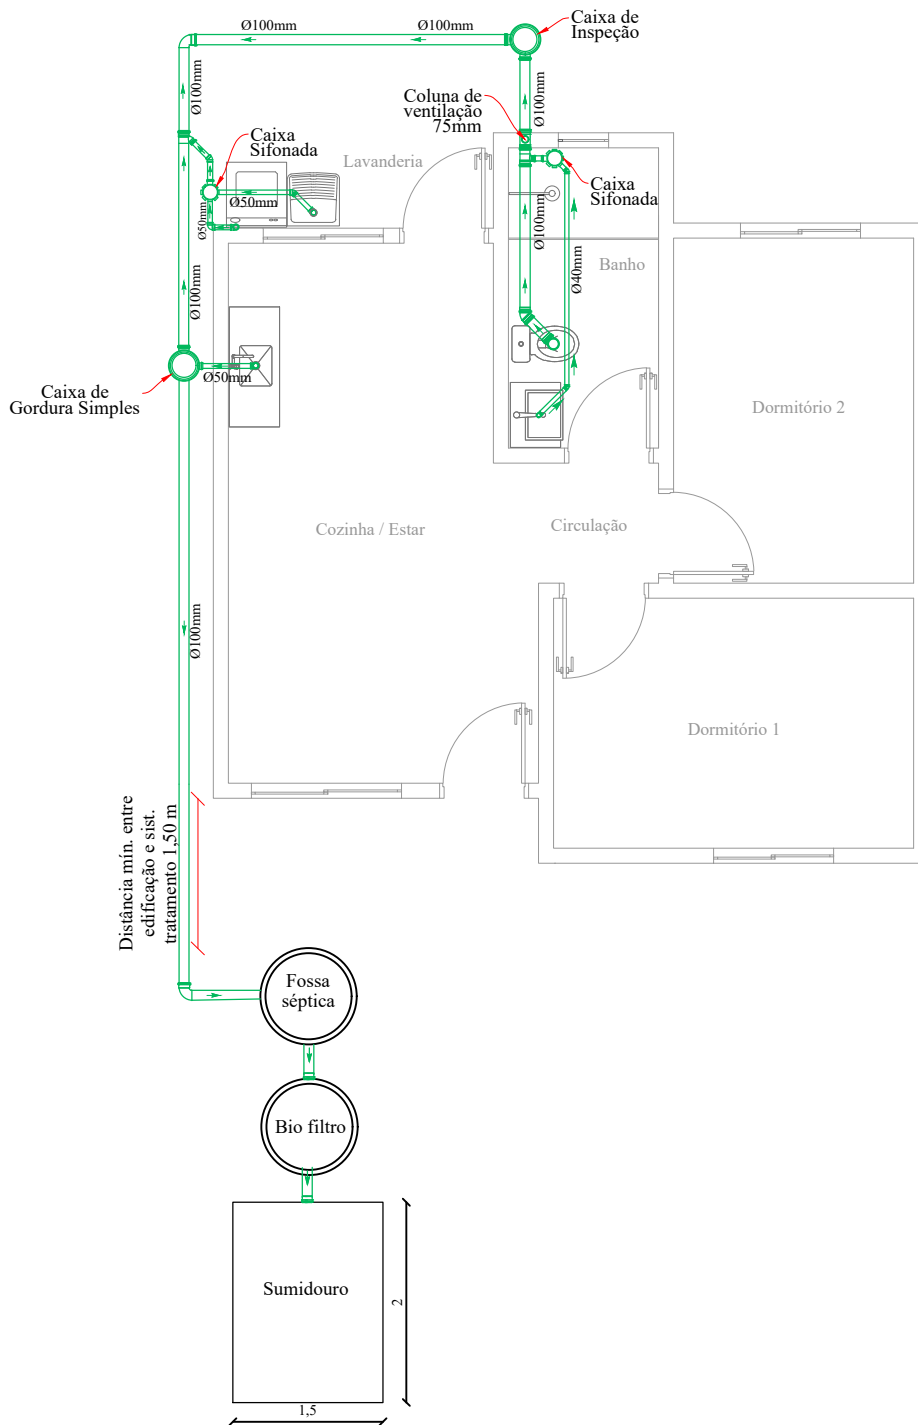 Ø100mm
Ø100mm
Caixa de
Inspeção
Ø100mm
Ø100mm
Coluna de
ventilação
75mm
Caixa
Sifonada
Lavanderia
Caixa
Sifonada
Ø50mm
Ø50mm
Ø100mm
Ø40mm
Banho
Ø100mm
Ø50mm
Caixa de
Gordura Simples
Dormitório 2
Cozinha / Estar
Circulação
Ø100mm
Dormitório 1
Distância mín. entre
edificação e sist.
tratamento 1,50 m
Fossa
séptica
Bio filtro
Sumidouro
2
1,5